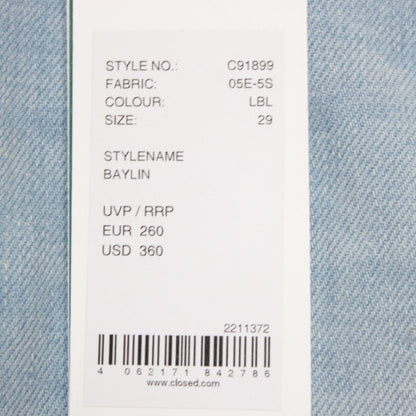 STYLE NO.: C91899
FABRIC: 05E-5S
COLOUR: LBL
SIZE: 29
STYLENAME
BAYLIN
UVP / RRP
EUR 260
USD 360
2211372
4 062171 842786
www.closed.com